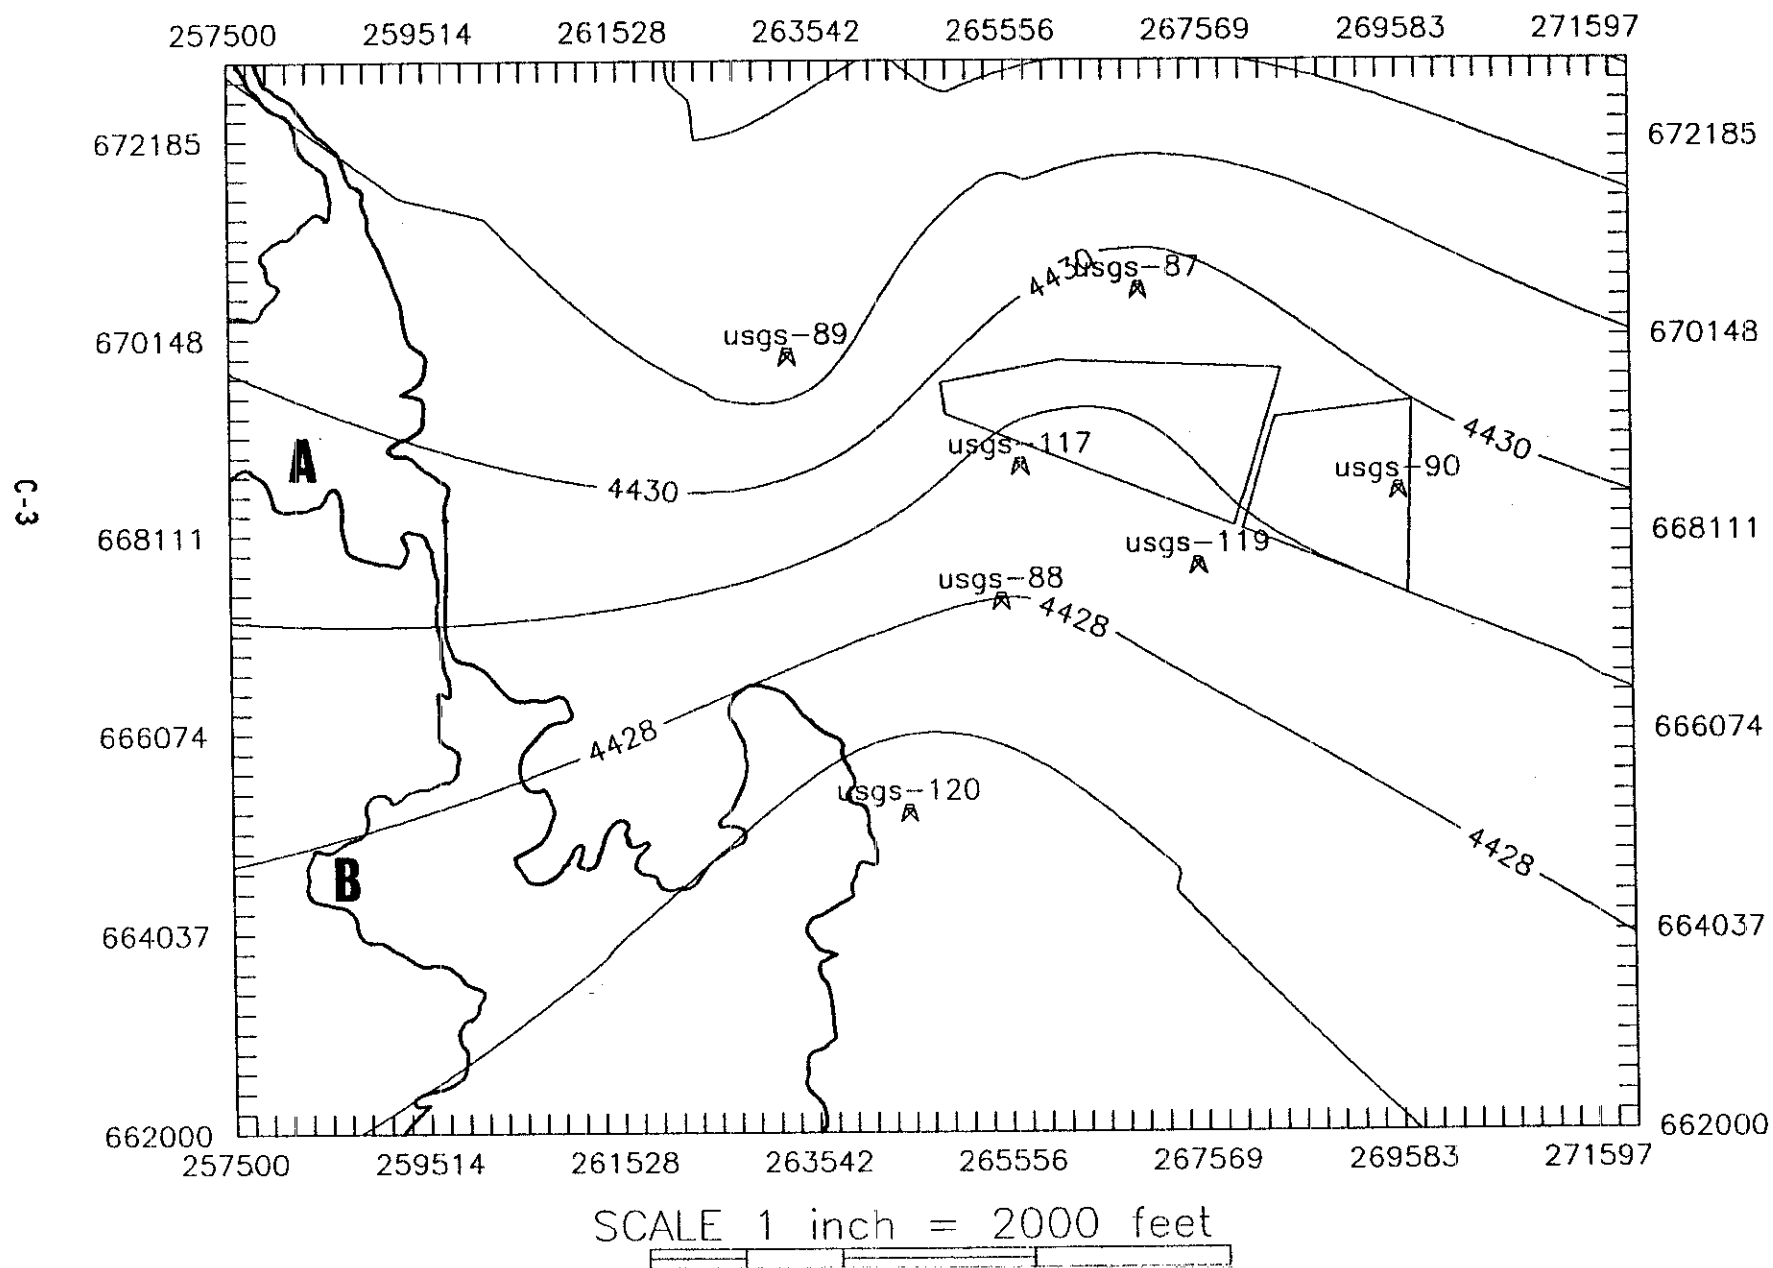 257500 259514 261528 263542 265556 267569 269583 271597
672185 672185
4430 usgs-87
670148 usgs-89 670148
4430
A usgs-117 usgs-90
4430
C-3
668111 usgs-119 668111
usgs-88
4428
666074 4428 666074
usgs-120
4428
B
664037 664037
662000 662000
257500 259514 261528 263542 265556 267569 269583 271597
SCALE 1 inch = 2000 feet